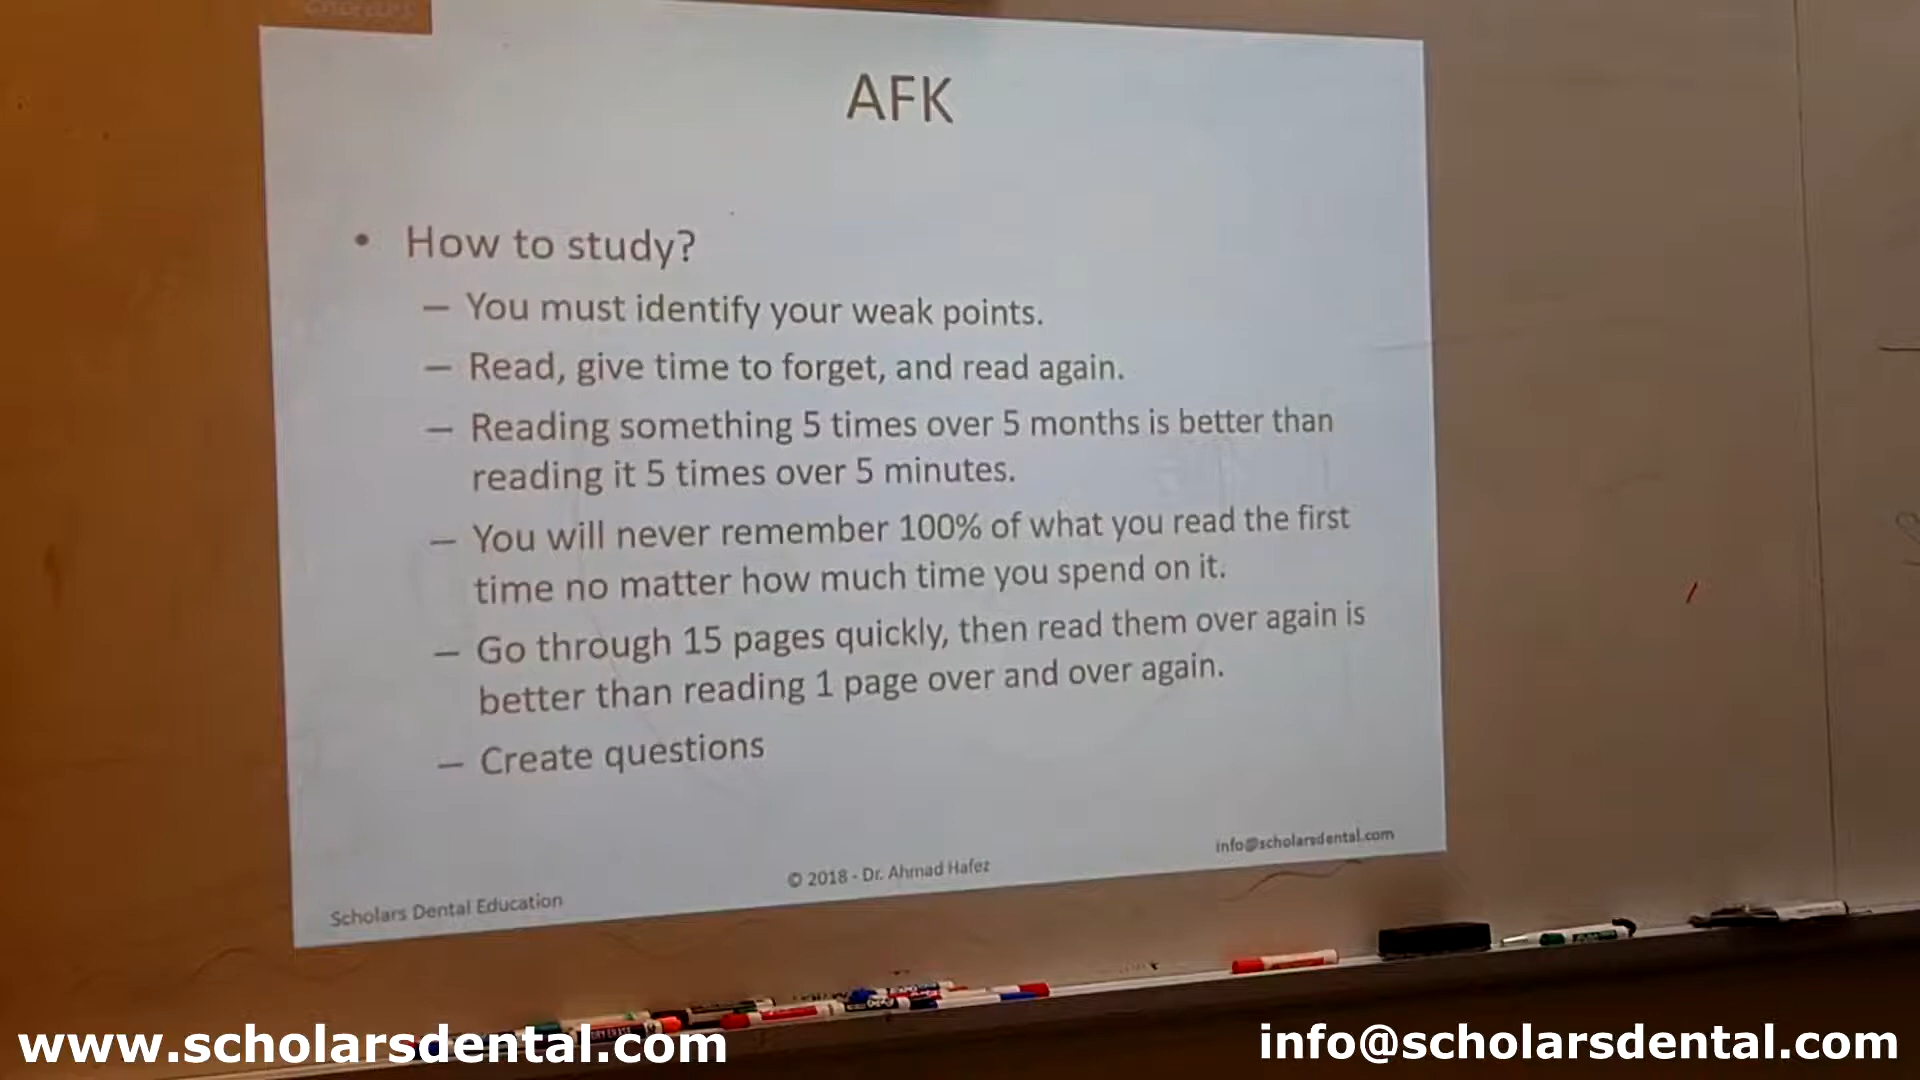 AFK
• How to study?
– You must identify your weak points.
– Read, give time to forget, and read again.
– Reading something 5 times over 5 months is better than
reading it 5 times over 5 minutes.
– You will never remember 100% of what you read the first
time no matter how much time you spend on it.
– Go through 15 pages quickly, then read them over again is
better than reading 1 page over and over again.
– Create questions
Scholars Dental Education
© 2018 - Dr. Ahmad Hafez
info@scholarsdental.com
www.scholarsdental.com
info@scholarsdental.com